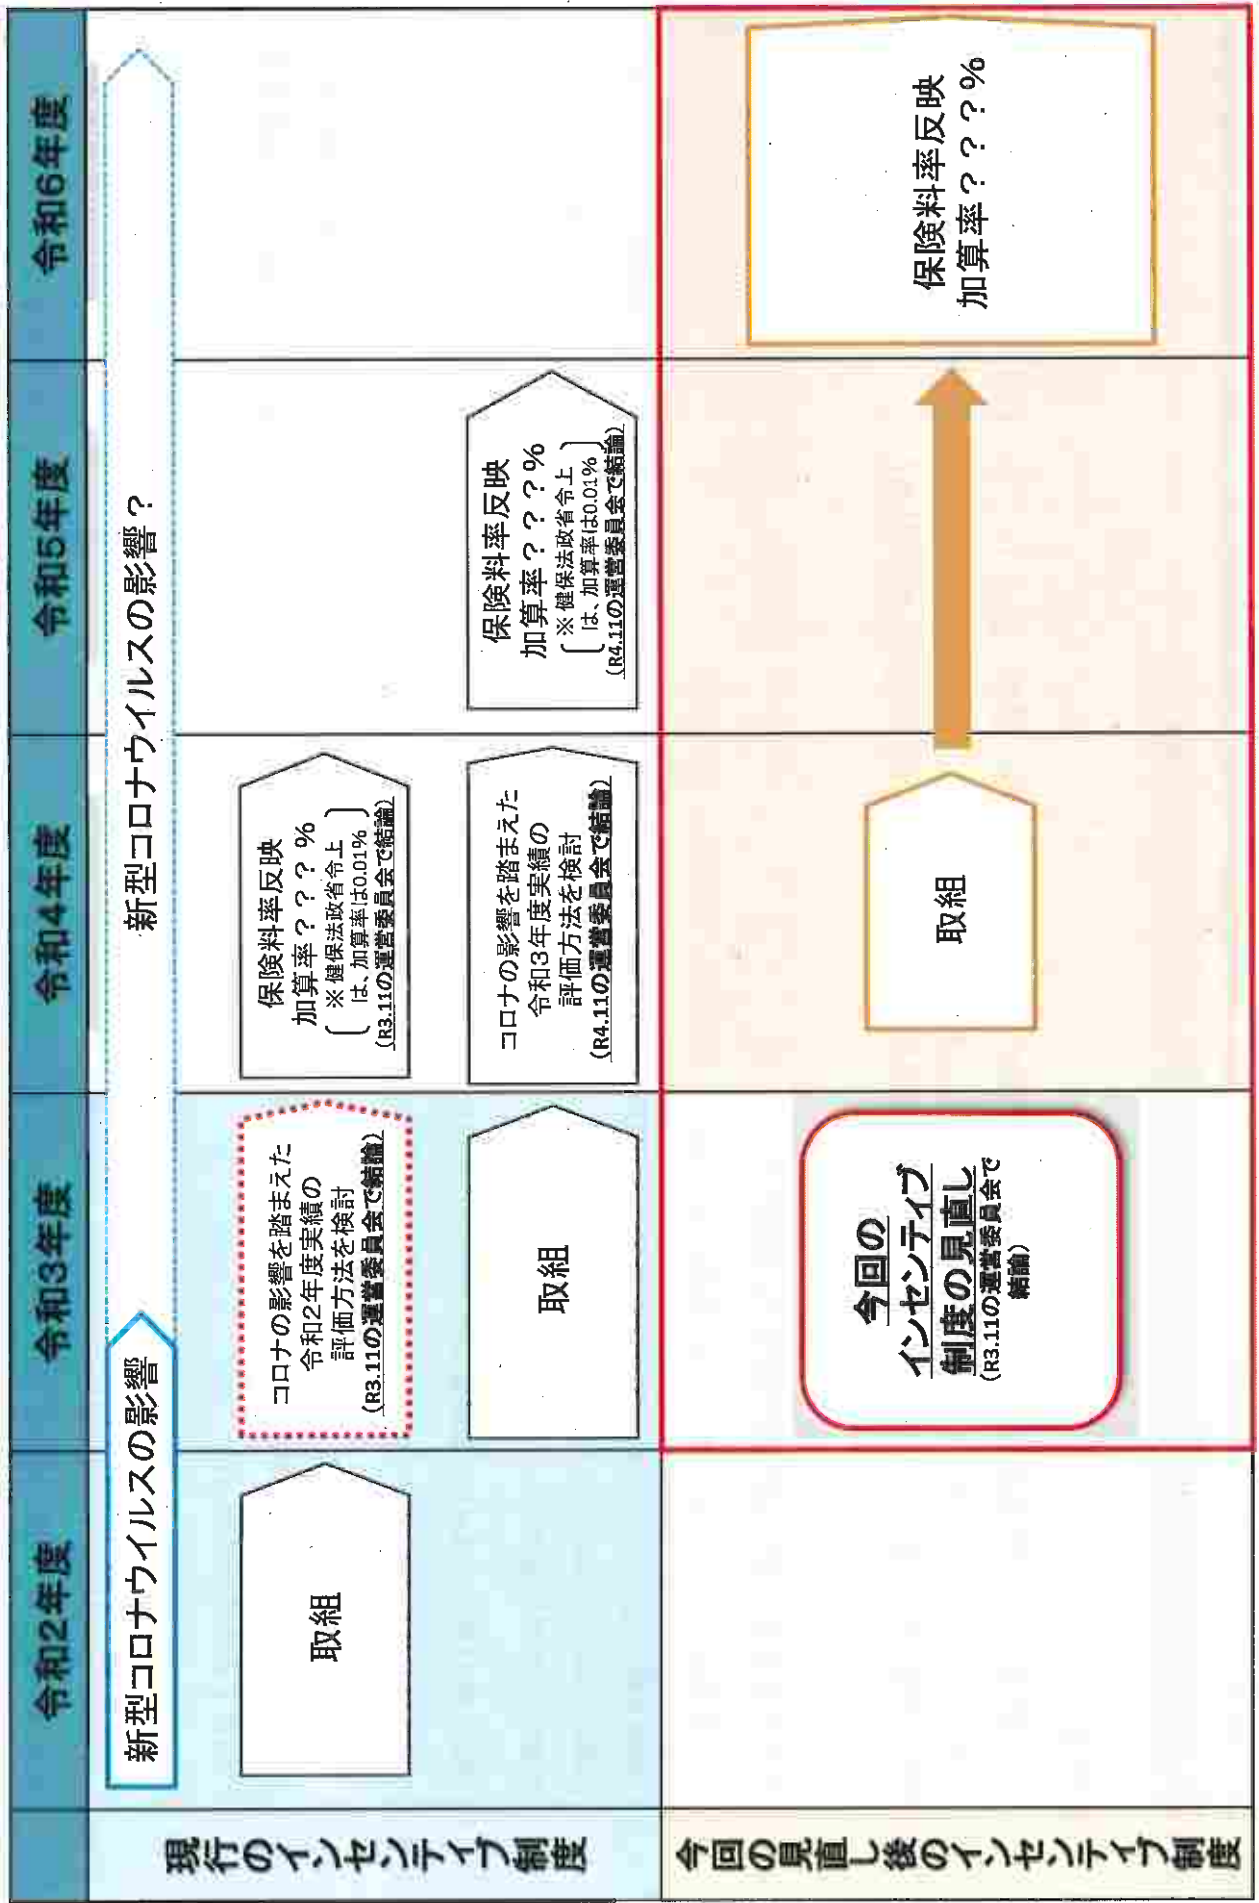 令和2年度
令和3年度
令和4年度
令和5年度
令和6年度
現行のインセンティブ制度
新型コロナウイルスの影響
新型コロナウイルスの影響？
取組
コロナの影響を踏まえた
令和2年度実績の
評価方法を検討
（R3.11の運営委員会で結論）
保険料率反映
加算率？？？％
※健保法政省令上
は、加算率は0.01%
（R3.11の運営委員会で結論）
取組
コロナの影響を踏まえた
令和3年度実績の
評価方法を検討
（R4.11の運営委員会で結論）
保険料率反映
加算率？？？％
※健保法政省令上
は、加算率は0.01%
（R4.11の運営委員会で結論）
今回の見直し後のインセンティブ制度
今回の
インセンティブ
制度の見直し
（R3.11の運営委員会で
結論）
取組
保険料率反映
加算率？？？％